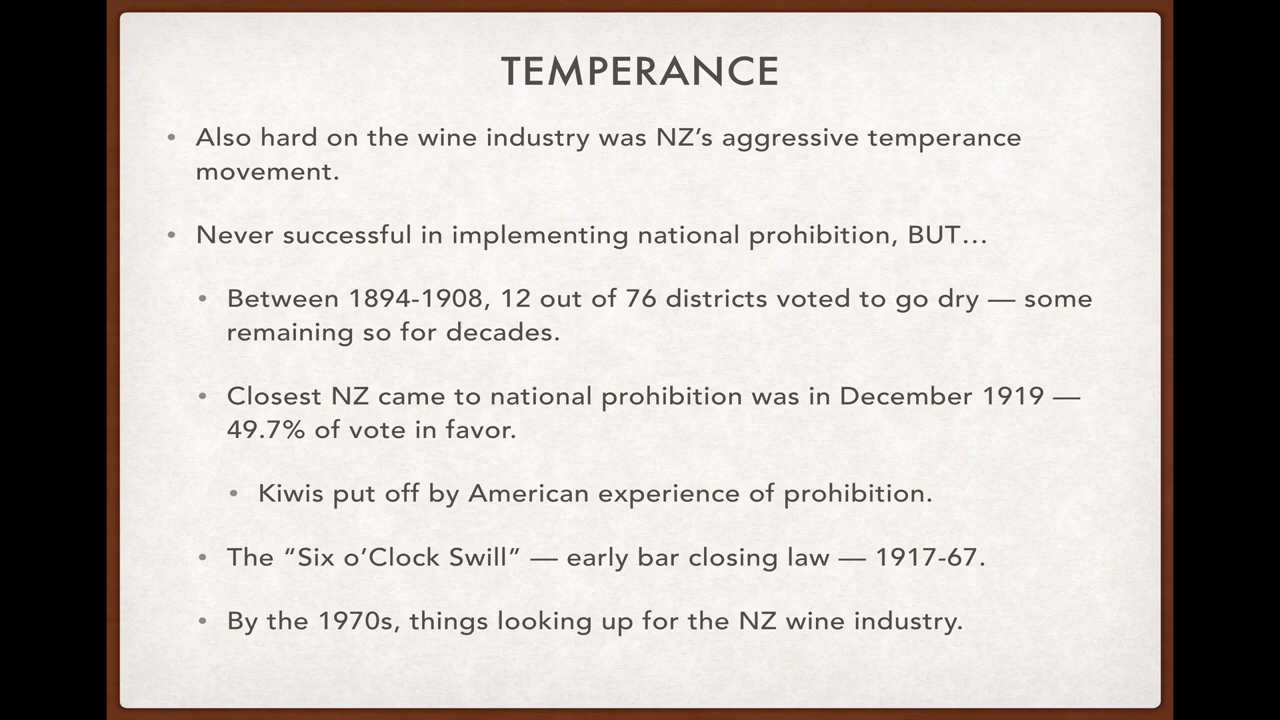 TEMPERANCE
• Also hard on the wine industry was NZ’s aggressive temperance
movement.
• Never successful in implementing national prohibition, BUT…
• Between 1894-1908, 12 out of 76 districts voted to go dry — some
remaining so for decades.
• Closest NZ came to national prohibition was in December 1919 —
49.7% of vote in favor.
• Kiwis put off by American experience of prohibition.
• The “Six o’Clock Swill” — early bar closing law — 1917-67.
• By the 1970s, things looking up for the NZ wine industry.